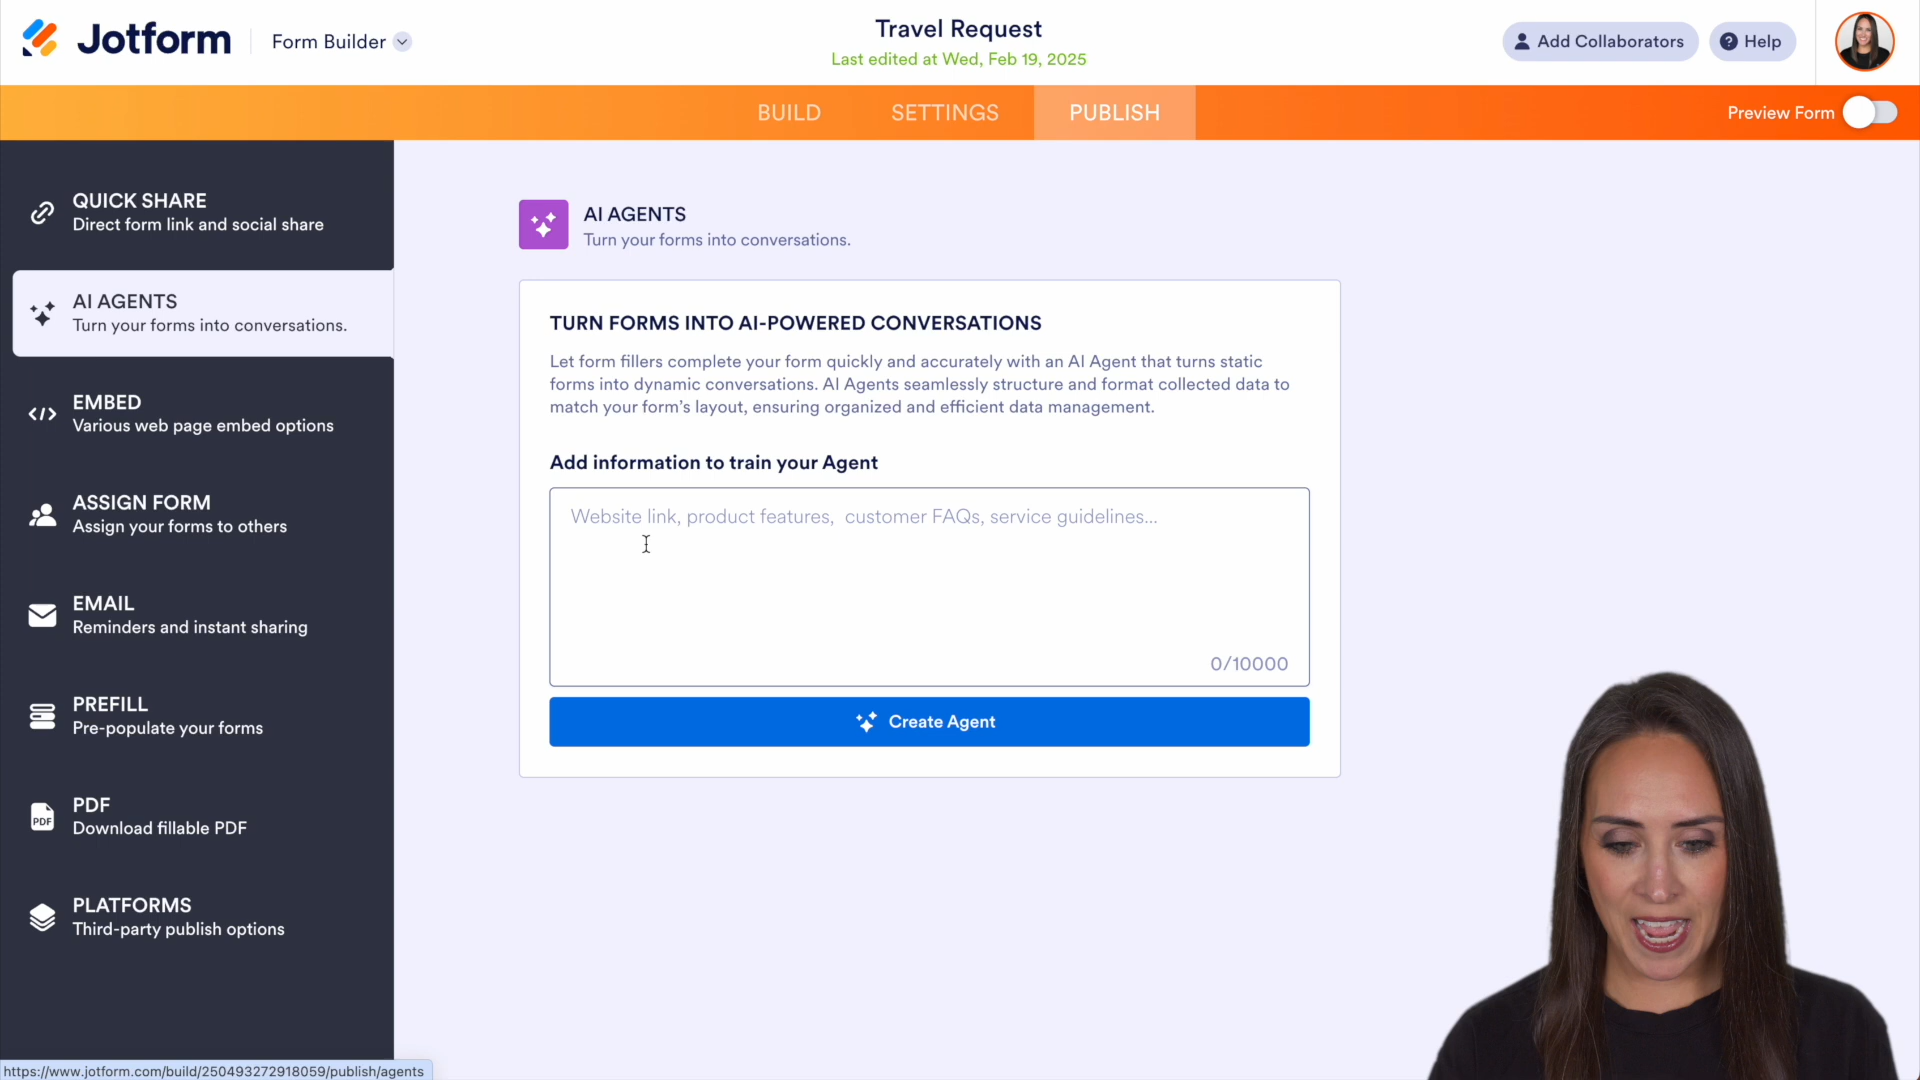 Jotform
Form Builder
Travel Request
Last edited at Wed, Feb 19, 2025
Add Collaborators
Help
BUILD
SETTINGS
PUBLISH
Preview Form
QUICK SHARE
Direct form link and social share
AI AGENTS
Turn your forms into conversations.
EMBED
Various web page embed options
ASSIGN FORM
Assign your forms to others
EMAIL
Reminders and instant sharing
PREFILL
Pre-populate your forms
PDF
PDF
Download fillable PDF
PLATFORMS
Third-party publish options
AI AGENTS
Turn your forms into conversations.
TURN FORMS INTO AI-POWERED CONVERSATIONS
Let form fillers complete your form quickly and accurately with an AI Agent that turns static
forms into dynamic conversations. AI Agents seamlessly structure and format collected data to
match your form's layout, ensuring organized and efficient data management.
Add information to train your Agent
Website link, product features, customer FAQs, service guidelines...
0/10000
Create Agent
https://www.jotform.com/build/250493272918059/publish/agents